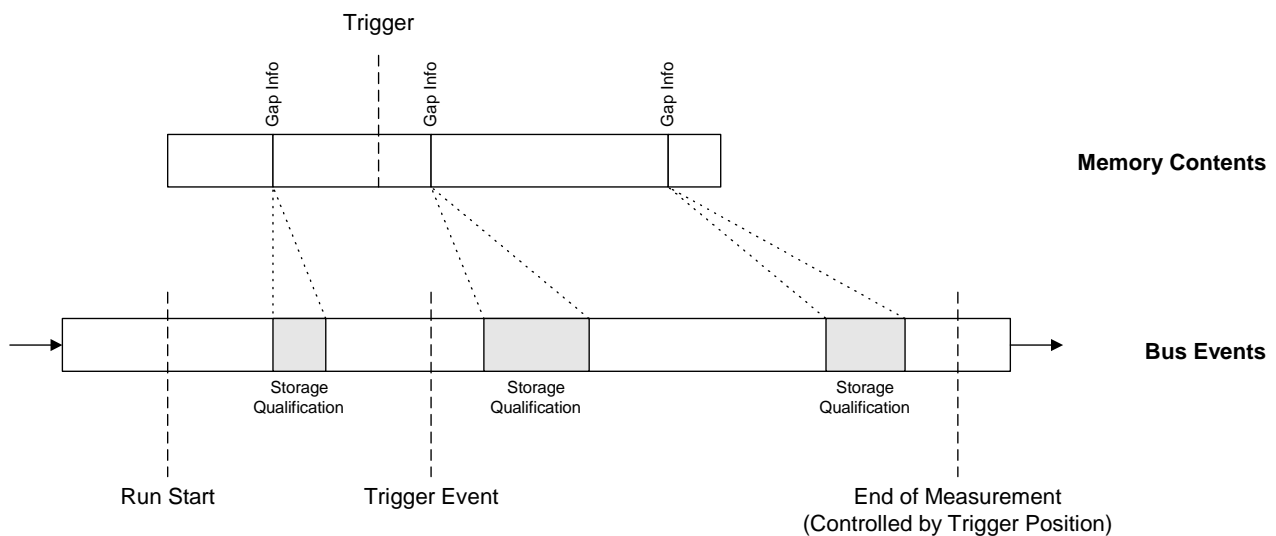 Trigger
Gap Info
Gap Info
Gap Info
Memory Contents
Bus Events
Storage
Qualification
Storage
Qualification
Storage
Qualification
Run Start
Trigger Event
End of Measurement
(Controlled by Trigger Position)